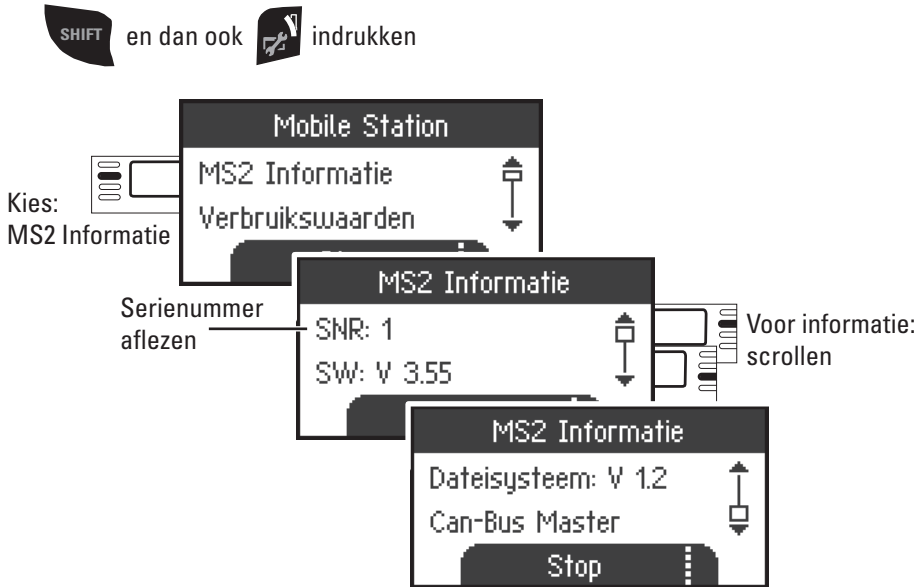 SHIFT en dan ook indrukken
Mobile Station
MS2 Informatie
Verbruikswaarden
Kies:
MS2 Informatie
MS2 Informatie
SNR: 1
SW: V 3.55
Serienummer
aflezen
Voor informatie:
scrollen
MS2 Informatie
Dateisysteem: V 1.2
Can-Bus Master
Stop